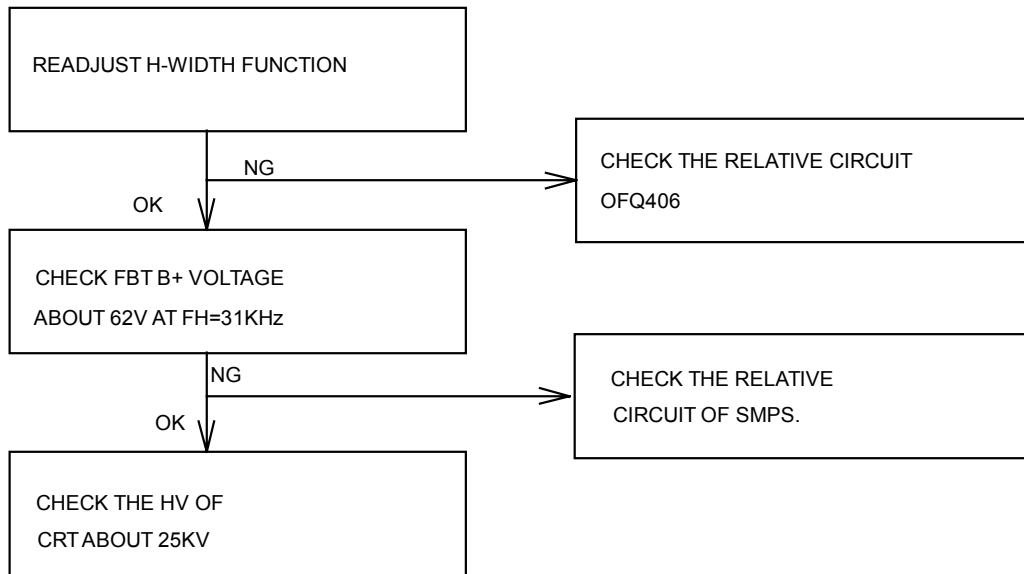 READJUST H-WIDTH FUNCTION
NG
CHECK THE RELATIVE CIRCUIT
OFQ406
OK
CHECK FBT B+ VOLTAGE
ABOUT 62V AT FH=31KHz
NG
CHECK THE RELATIVE
CIRCUIT OF SMPS.
OK
CHECK THE HV OF
CRT ABOUT 25KV